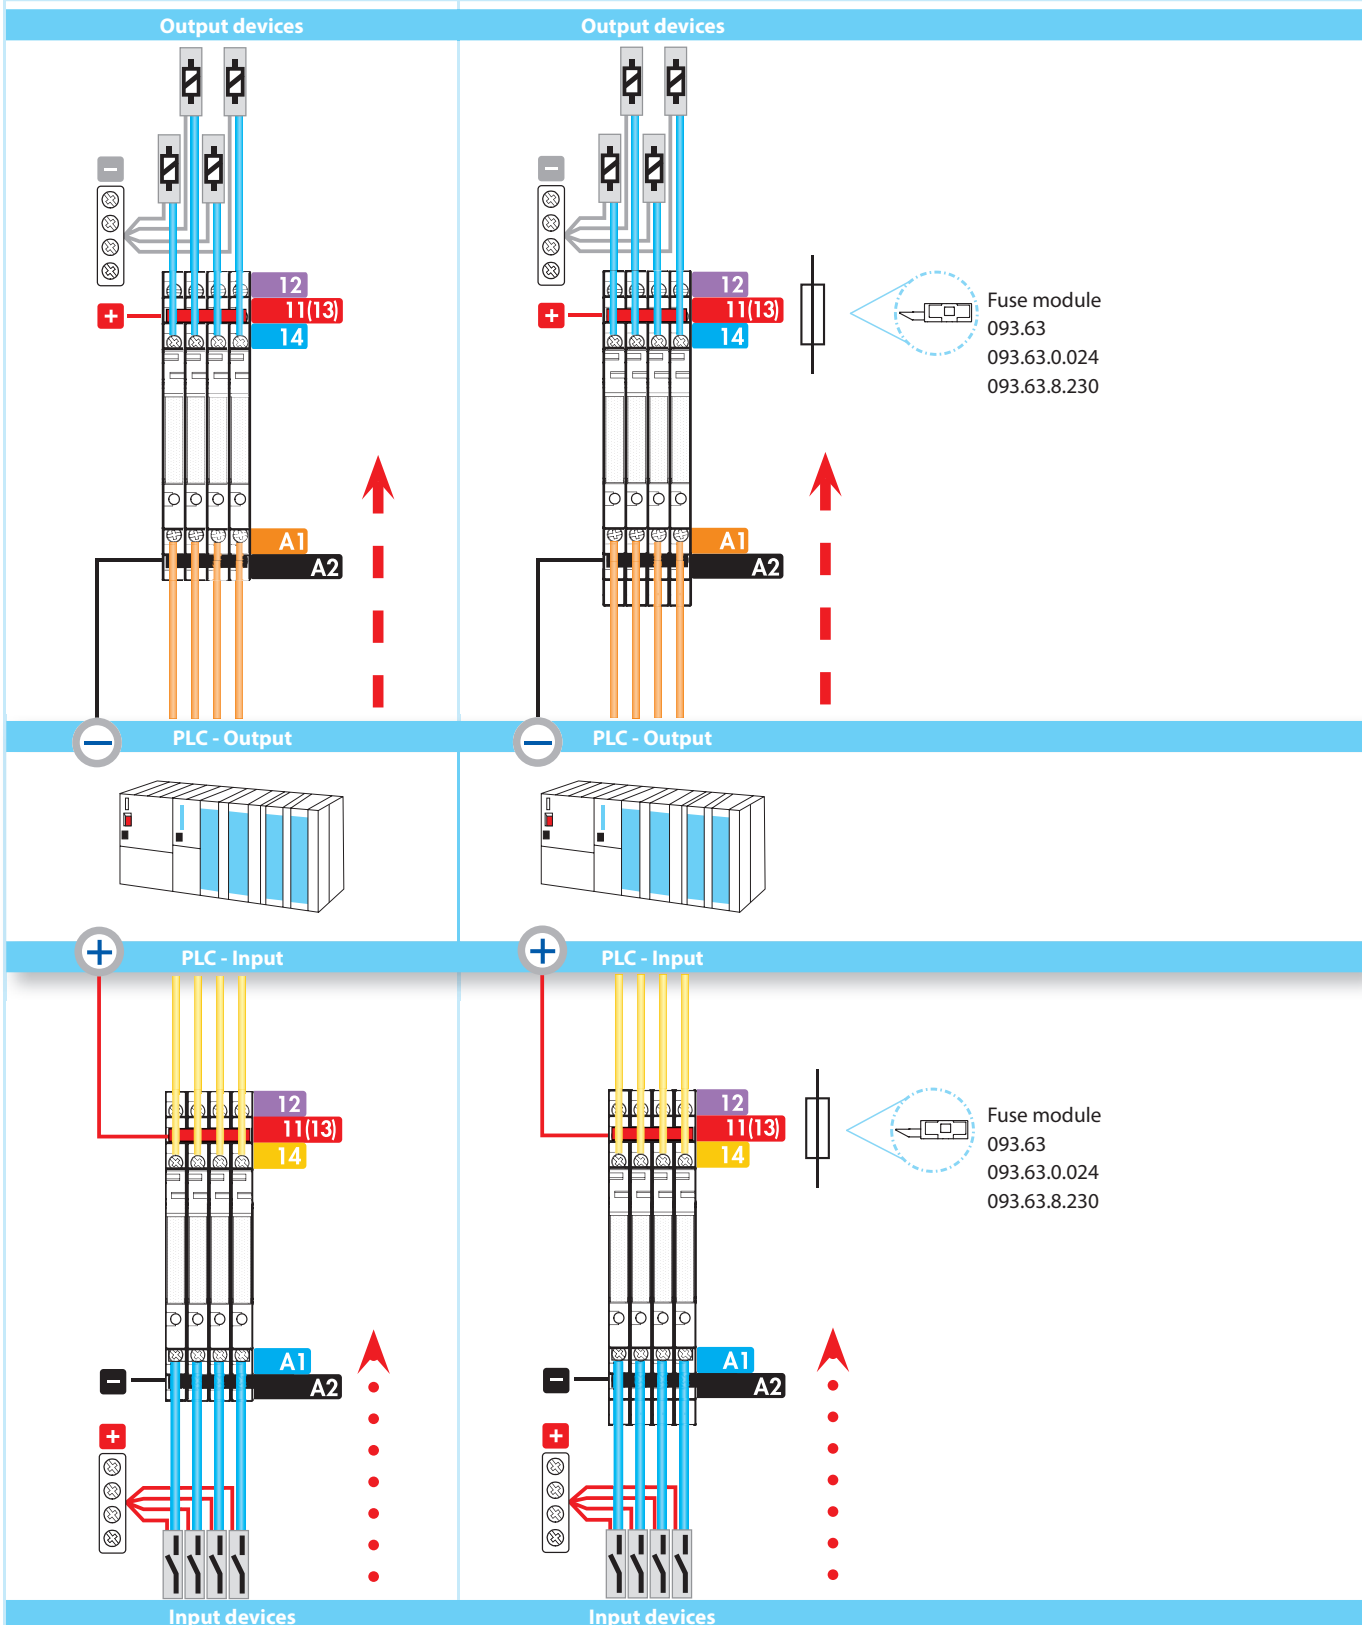 Output devices
Output devices
−
12
+
11(13)
14
A1
A2
−
12
+
11(13)
14
A1
A2
Fuse module
093.63
093.63.0.024
093.63.8.230
−
PLC - Output
−
PLC - Output
+
PLC - Input
+
PLC - Input
12
11(13)
14
A1
−
A2
+
12
11(13)
14
A1
−
A2
+
Fuse module
093.63
093.63.0.024
093.63.8.230
Input devices
Input devices